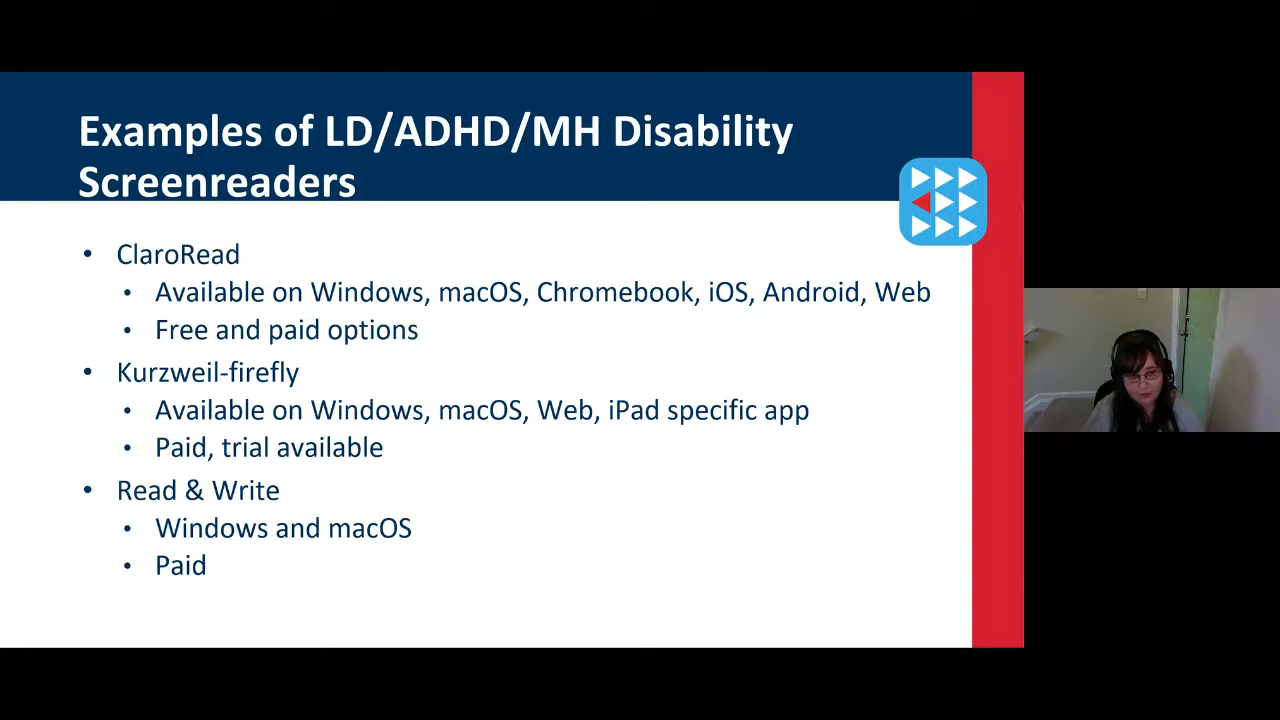 Examples of LD/ADHD/MH Disability
Screenreaders
• ClaroRead
• Available on Windows, macOS, Chromebook, iOS, Android, Web
• Free and paid options
• Kurzweil-firefly
• Available on Windows, macOS, Web, iPad specific app
• Paid, trial available
• Read & Write
• Windows and macOS
• Paid